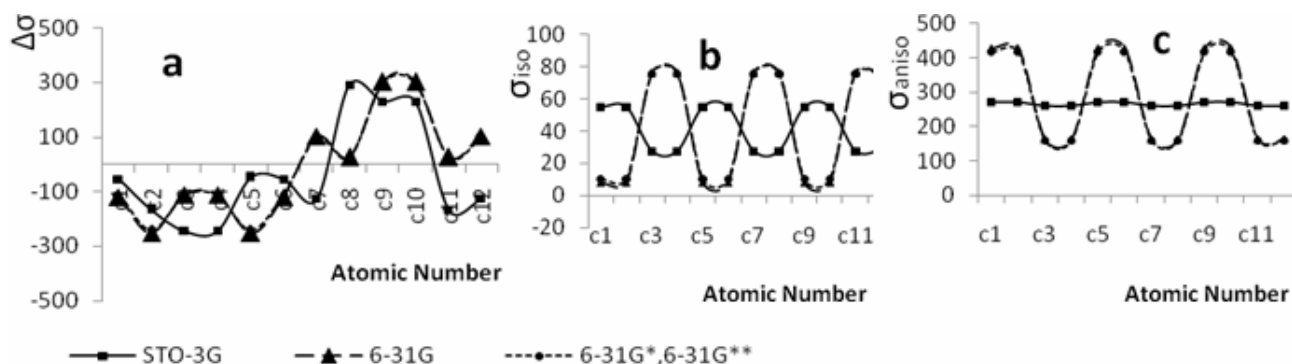 Δσ
500
300
100
-100
-300
-500
a
c2
c5
c7
c8
c9
c10
c11
c12
Atomic Number
σiso
100
80
60
40
20
0
-20
b
c1 c3 c5 c7 c9 c11
Atomic Number
σaniso
500
400
300
200
100
0
c
c1 c3 c5 c7 c9 c11
Atomic Number
STO-3G 6-31G 6-31G*,6-31G**